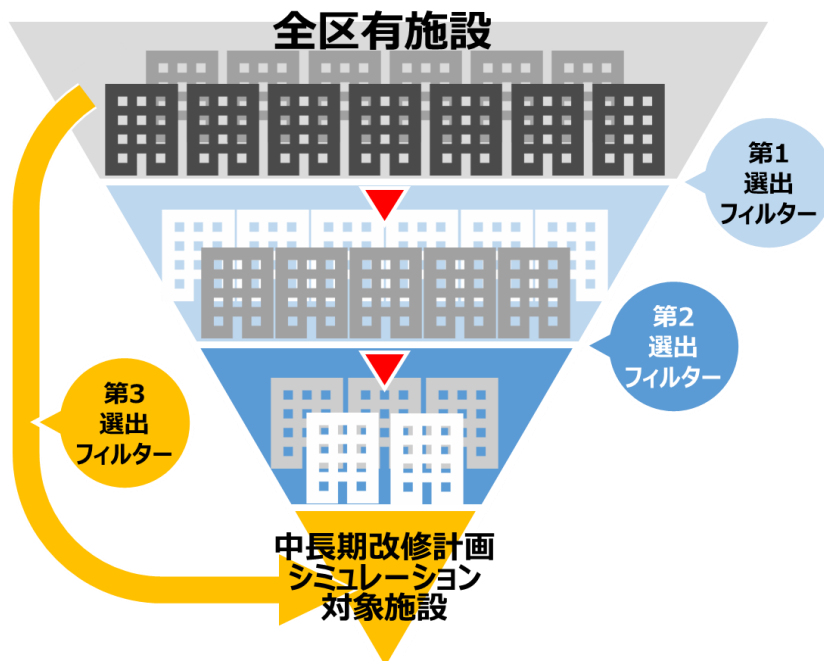 全区有施設
第1
選出
フィルター
第2
選出
フィルター
第3
選出
フィルター
中長期改修計画
シミュレーション
対象施設